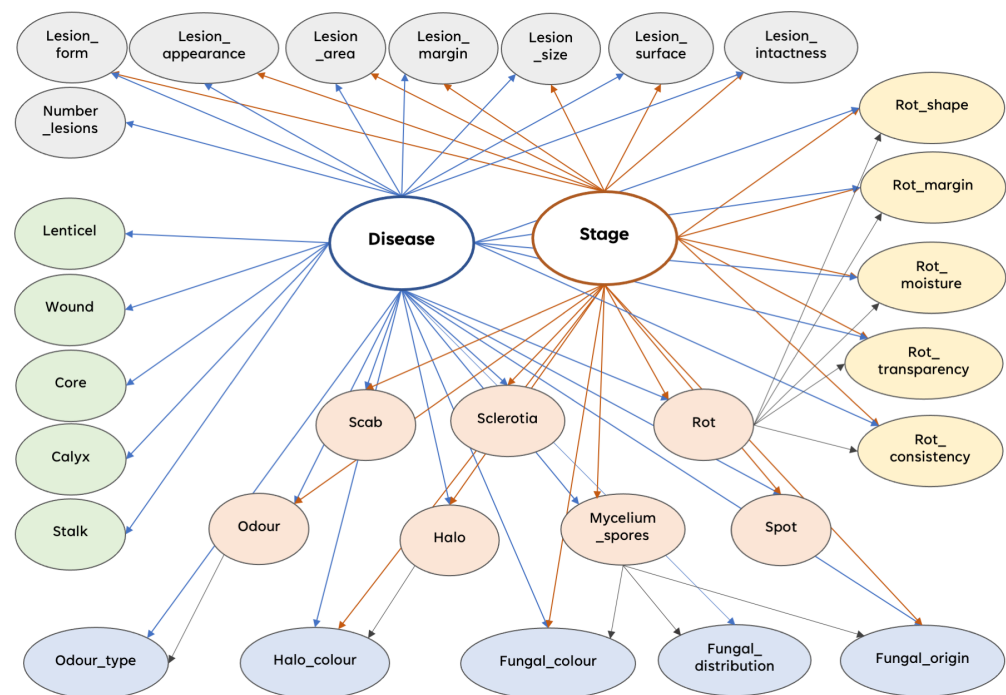 Lesion_
form
Lesion_
appearance
Lesion
_area
Lesion_
margin
Lesion
_size
Lesion_
surface
Lesion_
intactness
Number
_lesions
Rot_shape
Rot_margin
Lenticel
Disease
Stage
Rot_
moisture
Wound
Rot_
transparency
Core
Scab
Sclerotia
Rot
Rot_
consistency
Calyx
Stalk
Odour
Halo
Mycelium
_spores
Spot
Odour_type
Halo_colour
Fungal_colour
Fungal_
distribution
Fungal_origin